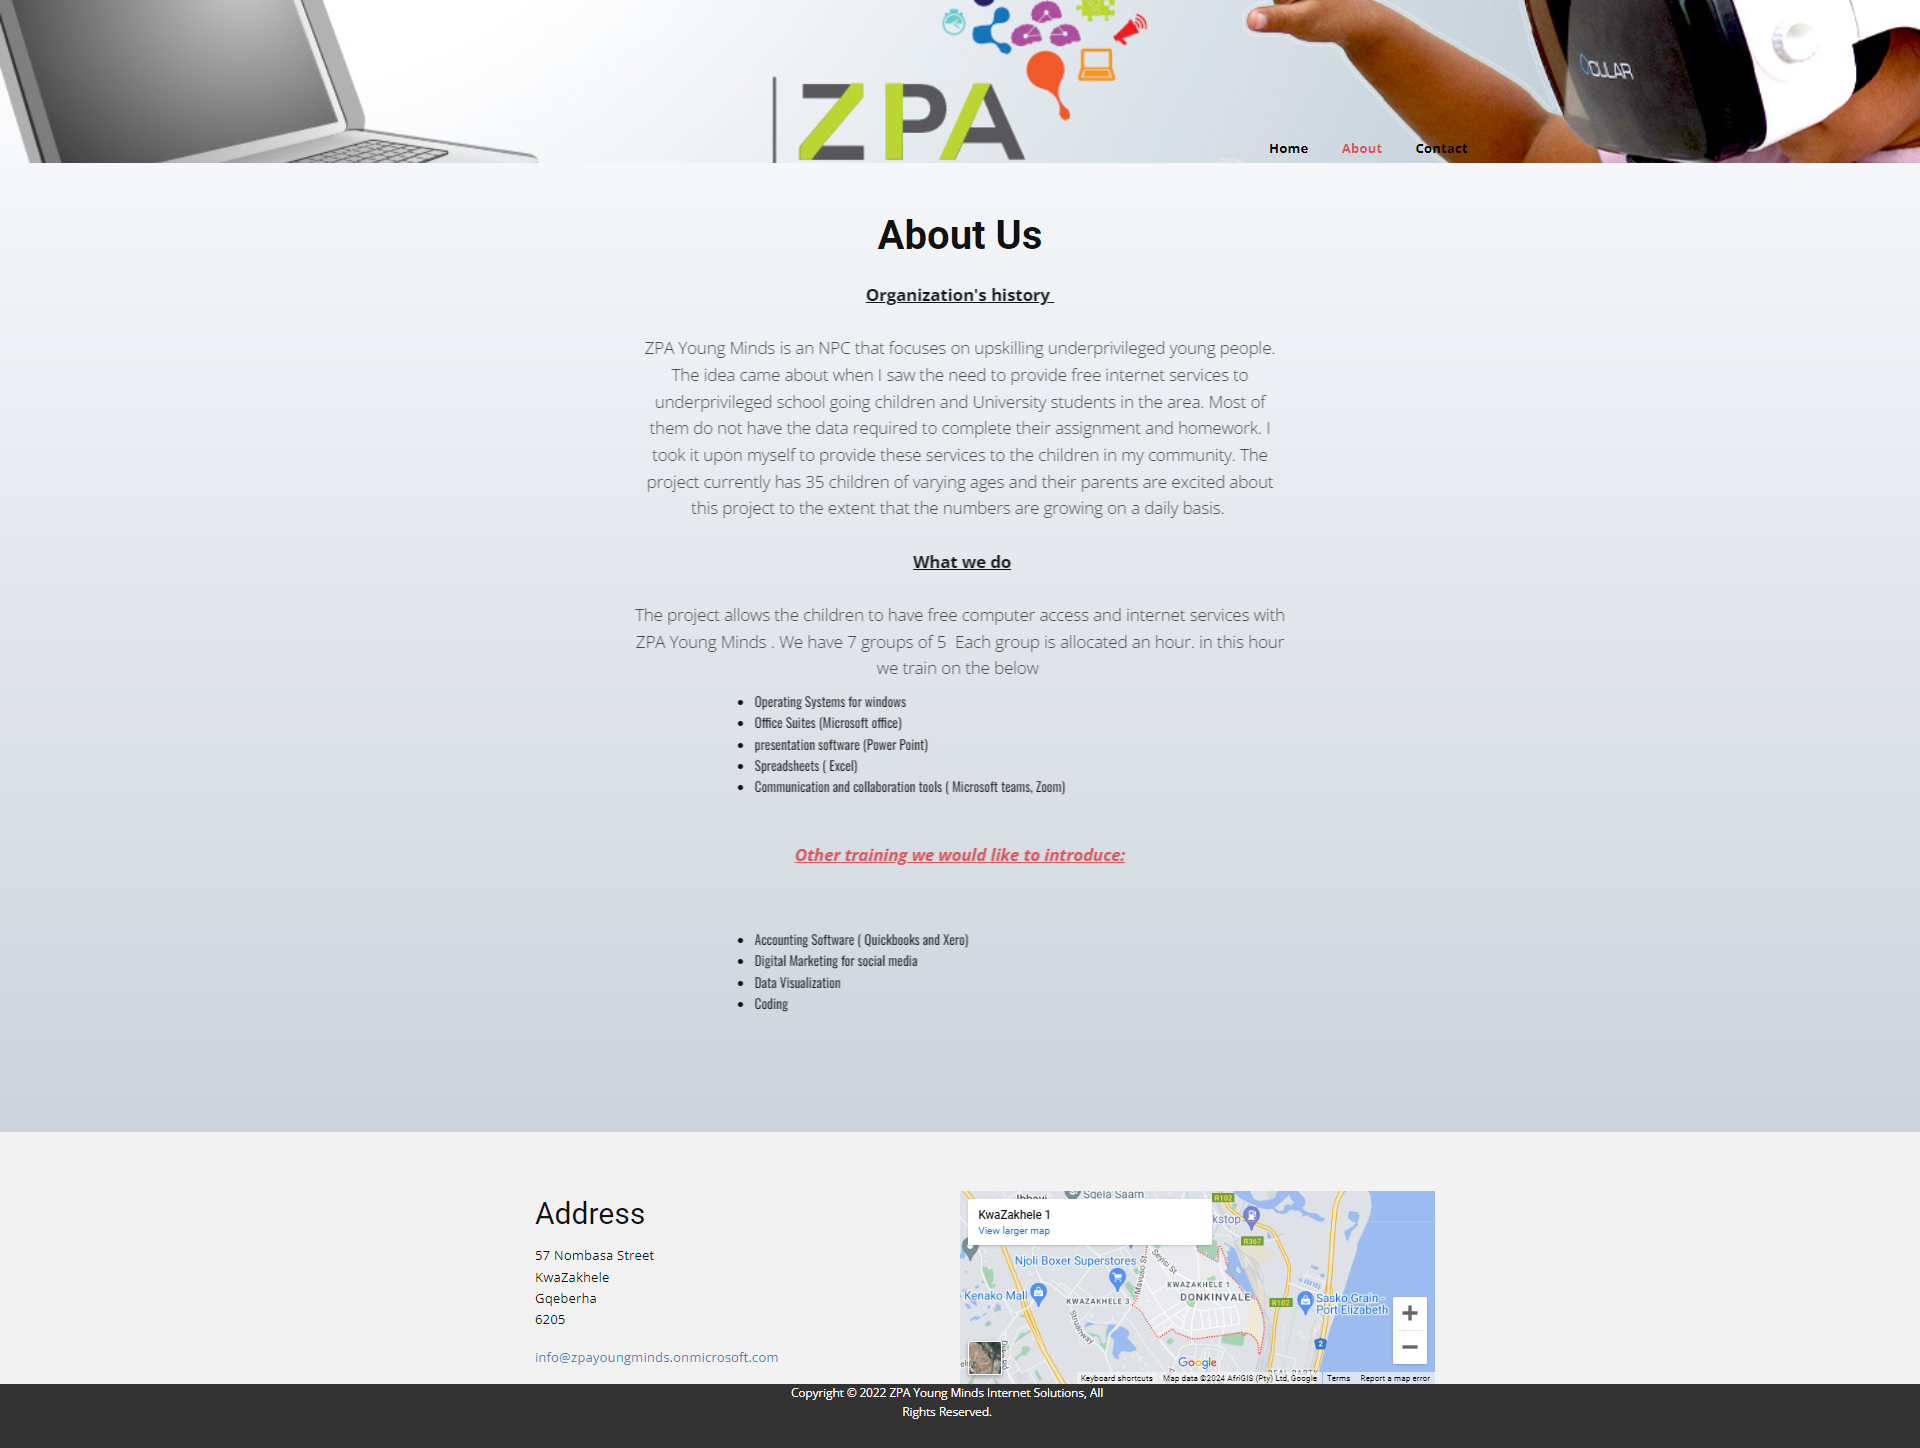 ZPA
OCULAR
Home
About
Contact
About Us
Organization's history
ZPA Young Minds is an NPC that focuses on upskilling underprivileged young people.
The idea came about when I saw the need to provide free internet services to
underprivileged school going children and University students in the area. Most of
them do not have the data required to complete their assignment and homework. I
took it upon myself to provide these services to the children in my community. The
project currently has 35 children of varying ages and their parents are excited about
this project to the extent that the numbers are growing on a daily basis.
What we do
The project allows the children to have free computer access and internet services with
ZPA Young Minds . We have 7 groups of 5  Each group is allocated an hour. in this hour
we train on the below
• Operating Systems for windows
• Office Suites (Microsoft office)
• presentation software (Power Point)
• Spreadsheets ( Excel)
• Communication and collaboration tools ( Microsoft teams, Zoom)
Other training we would like to introduce:
• Accounting Software ( Quickbooks and Xero)
• Digital Marketing for social media
• Data Visualization
• Coding
Address
57 Nombasa Street
KwaZakhele
Gqeberha
6205
info@zpayoungminds.onmicrosoft.com
Sqela Saam
R102
KwaZakhele 1
View larger map
kstop
R367
Njoli Boxer Superstores
Seyisi St
Mavuso St
KWAZAKHELE 1
DONKINVALE
Kenako Mall
KWAZAKHELE 3
R102
Sasko Grain -
Port Elizabeth
Struanway
2
Google
Keyboard shortcuts
Map data ©2024 AfriGIS (Pty) Ltd, Google
Terms
Report a map error
Copyright © 2022 ZPA Young Minds Internet Solutions, All
Rights Reserved.